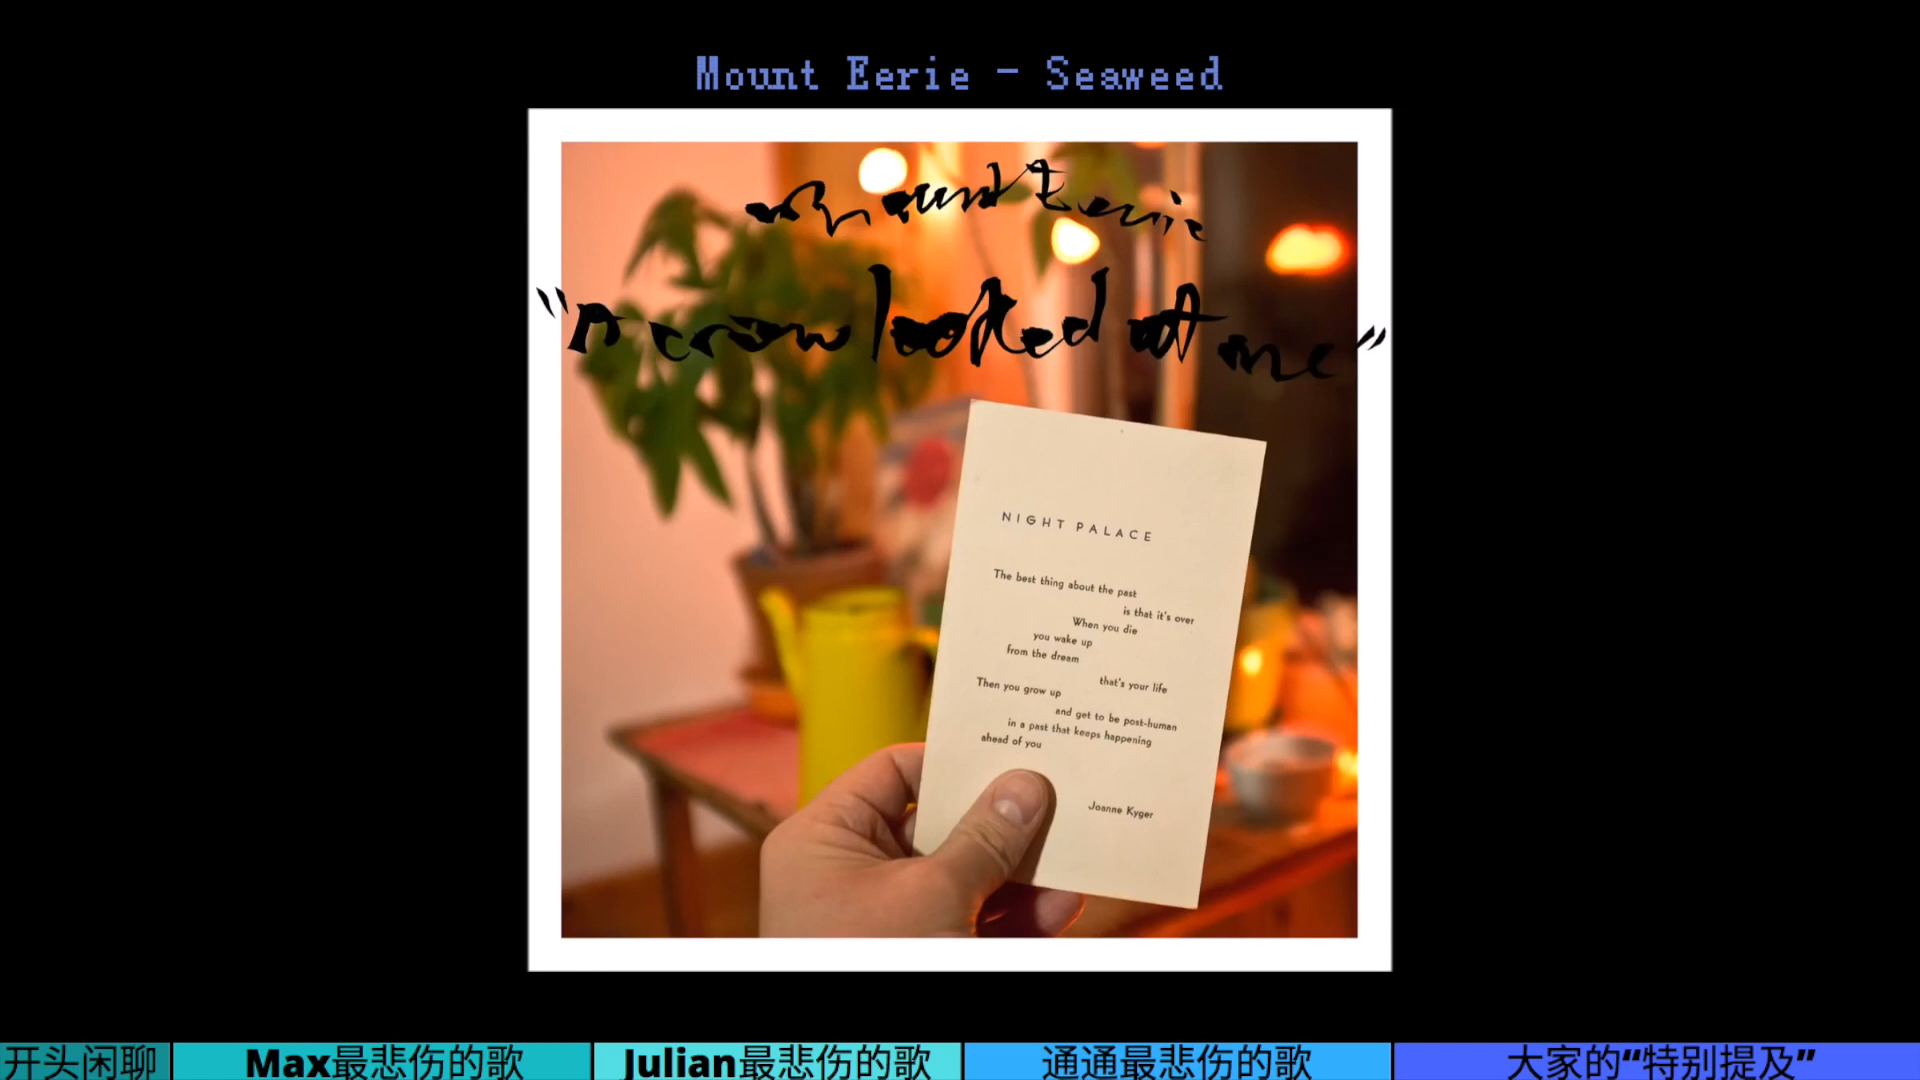 Mount Eerie - Seaweed
mount eerie
"A crow looked at me"
NIGHT PALACE
The best thing about the past
is that it's over
When you die
you wake up
from the dream
that's your life
Then you grow up
and get to be post-human
in a past that keeps happening
ahead of you
Joanne Kyger
开头闲聊
Max最悲伤的歌
Julian最悲伤的歌
通通最悲伤的歌
大家的“特别提及”